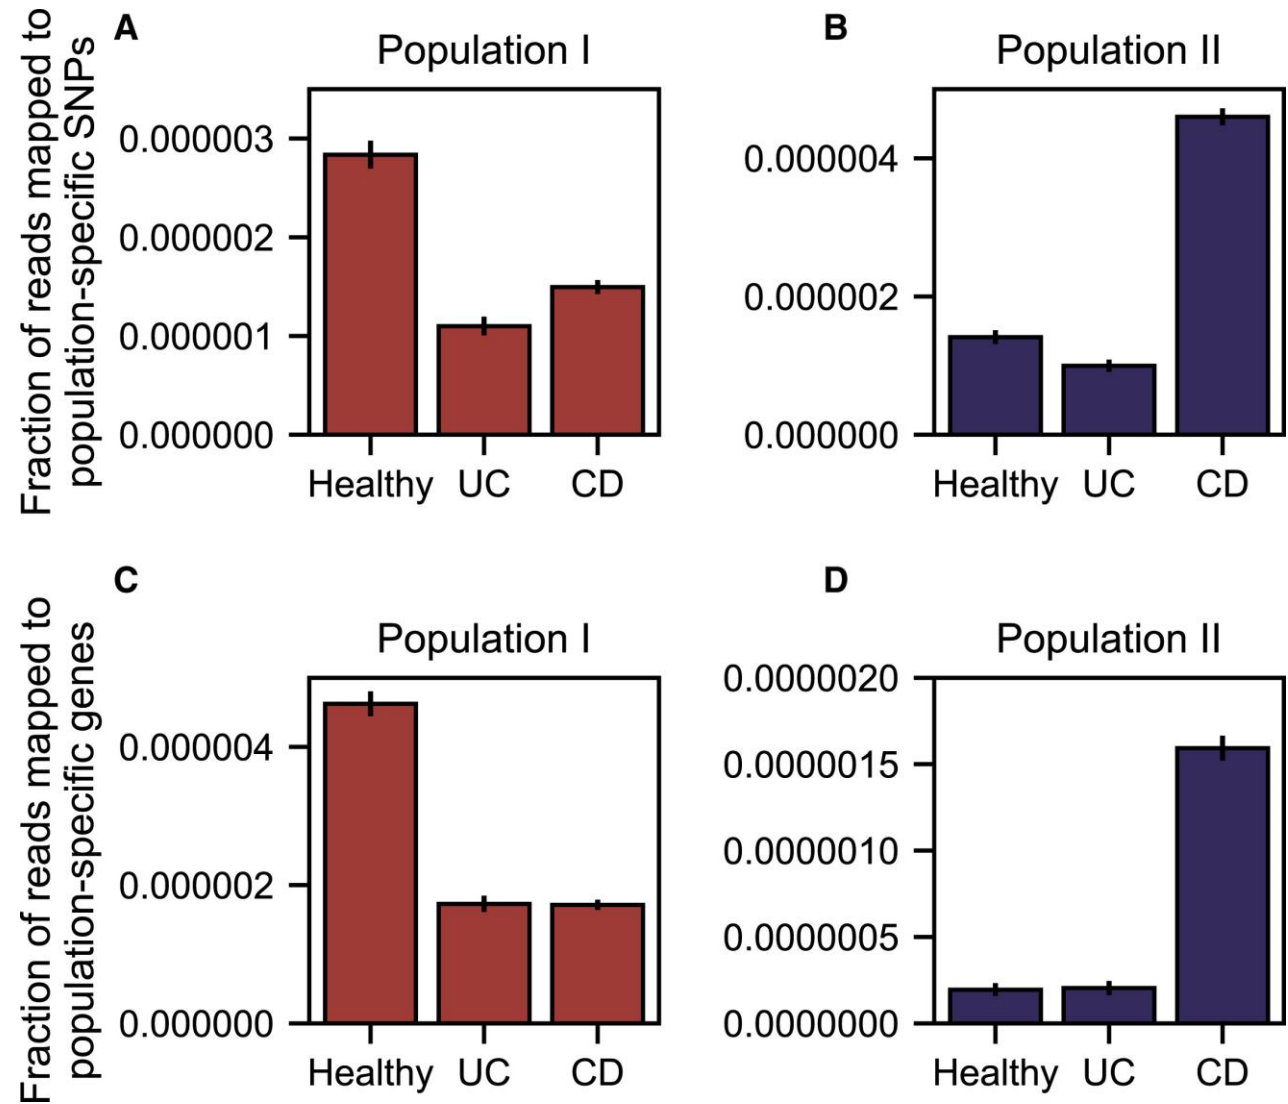 A
Population I
Fraction of reads mapped to
population-specific SNPs
0.000003
0.000002
0.000001
0.000000
Healthy UC CD
B
Population II
0.000004
0.000002
0.000000
Healthy UC CD
C
Population I
Fraction of reads mapped to
population-specific genes
0.000004
0.000002
0.000000
Healthy UC CD
D
Population II
0.0000020
0.0000015
0.0000010
0.0000005
0.0000000
Healthy UC CD